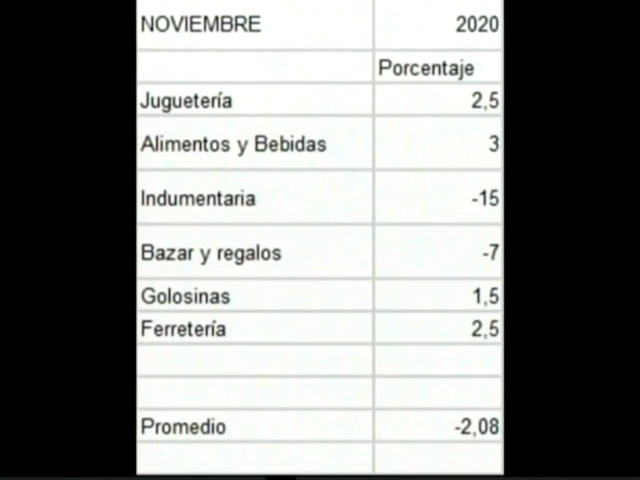 NOVIEMBRE 2020
Porcentaje
Juguetería 2,5
Alimentos y Bebidas 3
Indumentaria -15
Bazar y regalos -7
Golosinas 1,5
Ferretería 2,5
Promedio -2,08